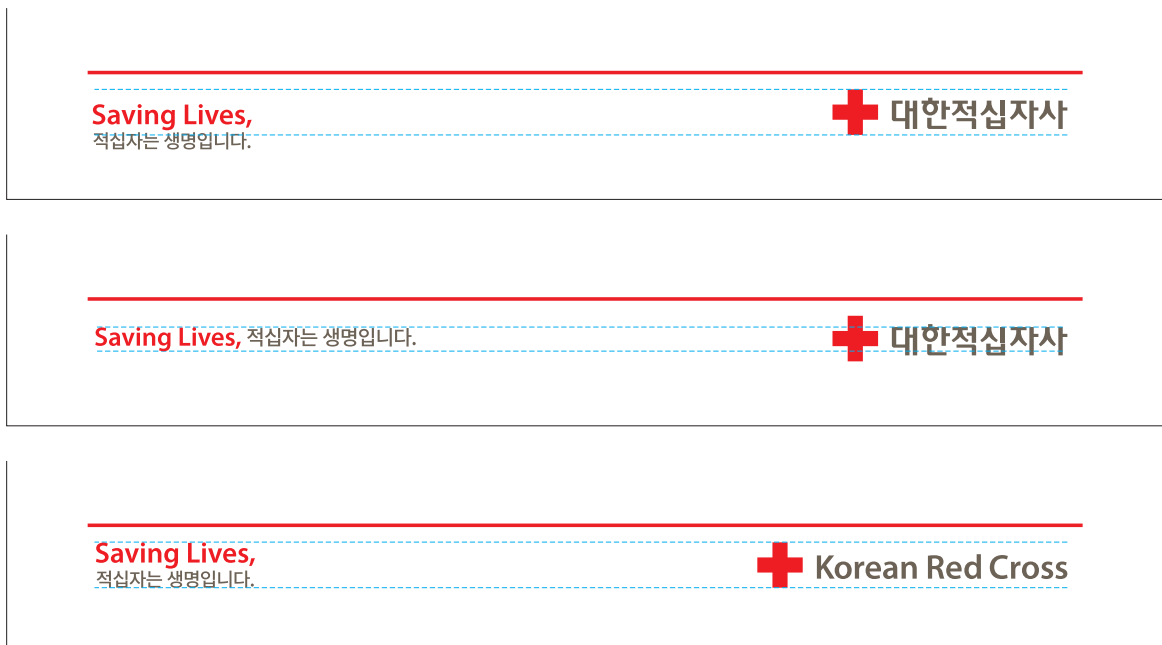 Saving Lives,
적십자는 생명입니다.
대한적십자사
Saving Lives, 적십자는 생명입니다.
대한적십자사
Saving Lives,
적십자는 생명입니다.
Korean Red Cross